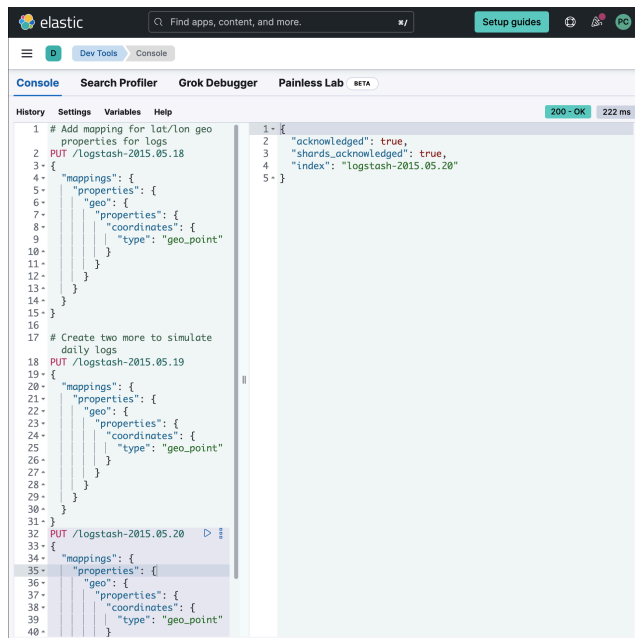 elastic
Find apps, content, and more.
⌘/
Setup guides
PC
D
Dev Tools
Console
Console
Search Profiler
Grok Debugger
Painless Lab
BETA
History
Settings
Variables
Help
200 - OK
222 ms
1 # Add mapping for lat/lon geo
properties for logs
2 PUT /logstash-2015.05.18
3 {
4 "mappings": {
5 "properties": {
6 "geo": {
7 "properties": {
8 "coordinates": {
9 "type": "geo_point"
10 }
11 }
12 }
13 }
14 }
15 }
16
17 # Create two more to simulate
daily logs
18 PUT /logstash-2015.05.19
19 {
20 "mappings": {
21 "properties": {
22 "geo": {
23 "properties": {
24 "coordinates": {
25 "type": "geo_point"
26 }
27 }
28 }
29 }
30 }
31 }
32 PUT /logstash-2015.05.20
33 {
34 "mappings": {
35 "properties": {
36 "geo": {
37 "properties": {
38 "coordinates": {
39 "type": "geo_point"
40 }
1 {
2 "acknowledged": true,
3 "shards_acknowledged": true,
4 "index": "logstash-2015.05.20"
5 }